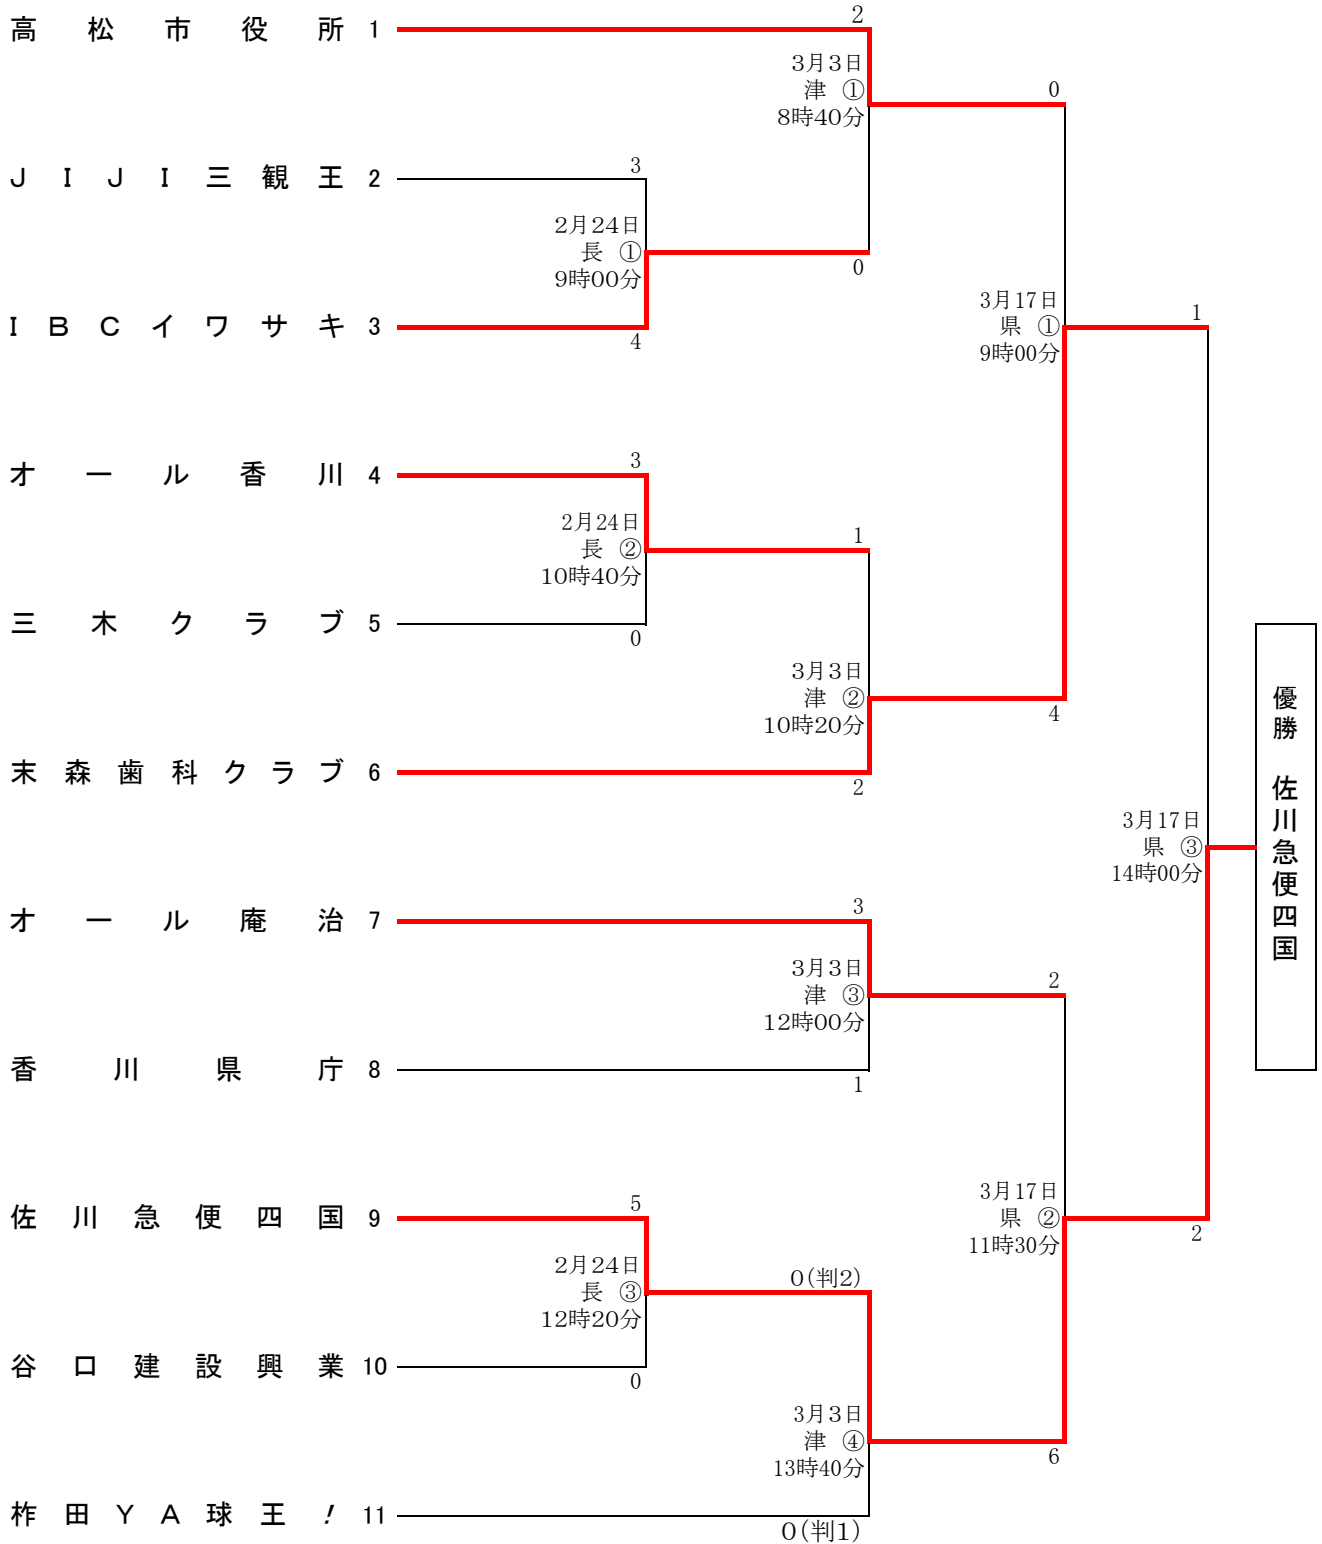 高松市役所 1
2
3月3日
津 ①
8時40分
0
JIJI三観王 2
3
2月24日
長 ①
9時00分
0
IBCイワサキ 3
4
3月17日
県 ①
9時00分
1
オール香川 4
3
2月24日
長 ②
10時40分
1
三木クラブ 5
0
3月3日
津 ②
10時20分
4
末森歯科クラブ 6
2
3月17日
県 ③
14時00分
優勝 佐川急便四国
オール庵治 7
3
3月3日
津 ③
12時00分
2
香川県庁 8
1
佐川急便四国 9
5
3月17日
県 ②
11時30分
2
2月24日
長 ③
12時20分
0(判2)
谷口建設興業 10
0
3月3日
津 ④
13時40分
6
柞田YA球王! 11
0(判1)